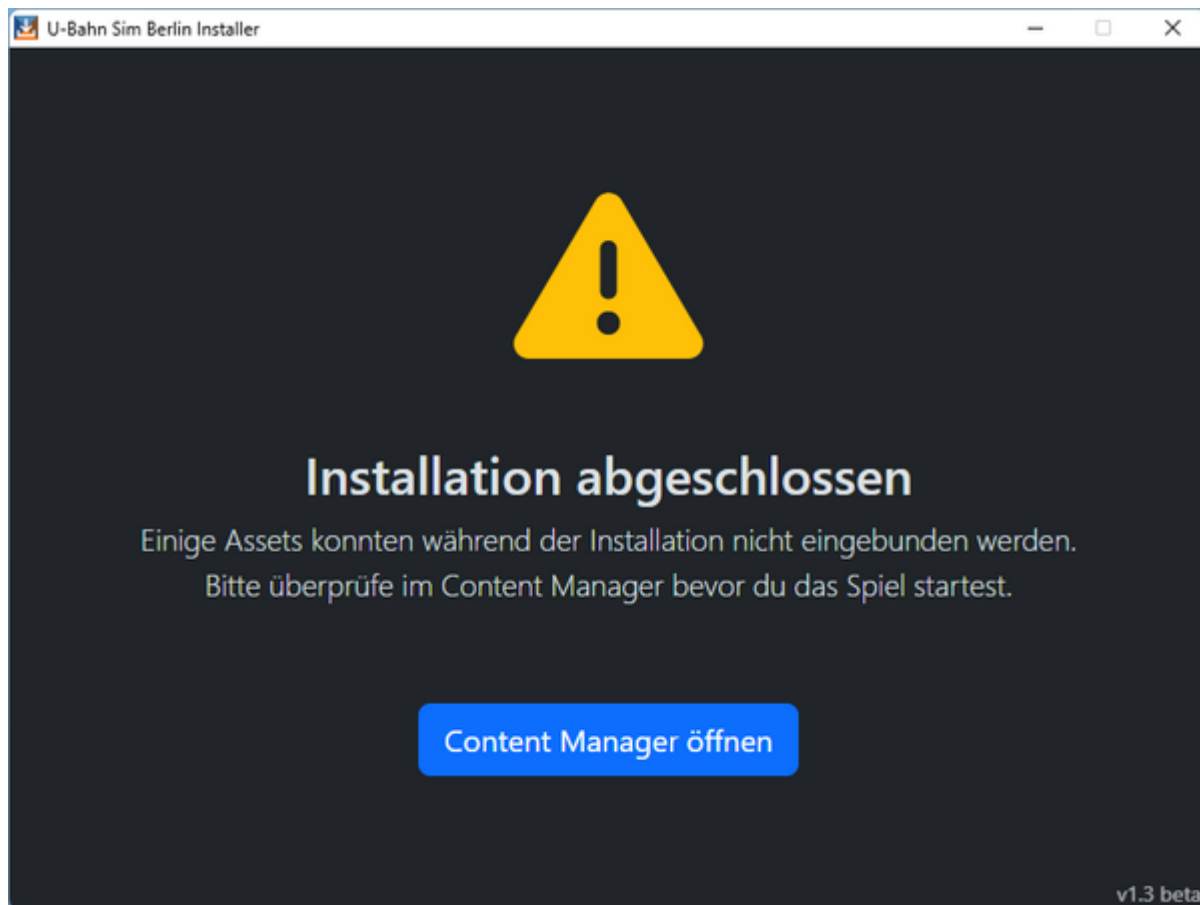 U-Bahn Sim Berlin Installer
Installation abgeschlossen
Einige Assets konnten während der Installation nicht eingebunden werden.
Bitte überprüfe im Content Manager bevor du das Spiel startest.
Content Manager öffnen
v1.3 beta